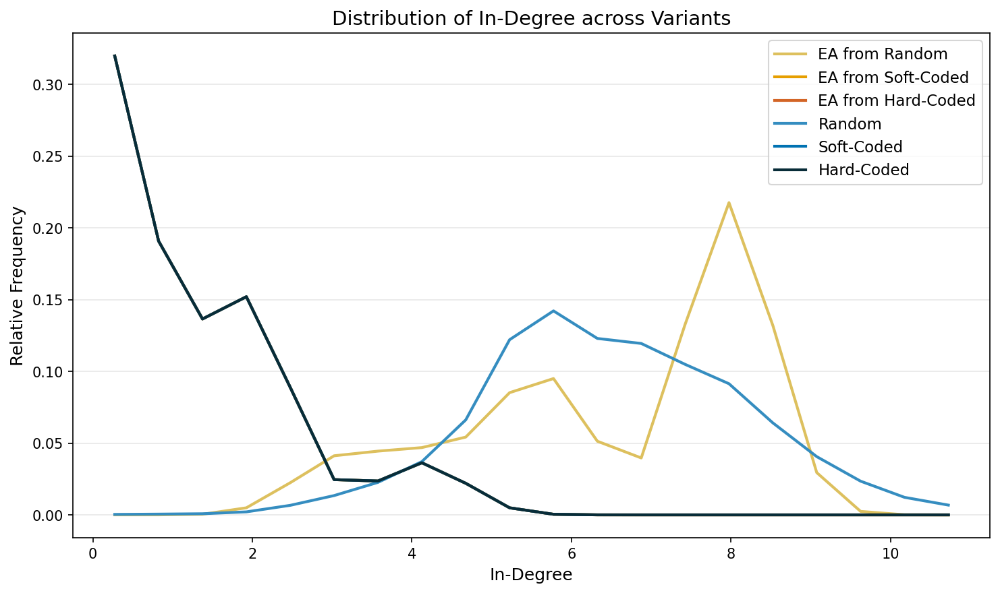 Distribution of In-Degree across Variants
EA from Random
EA from Soft-Coded
EA from Hard-Coded
Random
Soft-Coded
Hard-Coded
Relative Frequency
0.30
0.25
0.20
0.15
0.10
0.05
0.00
0 2 4 6 8 10
In-Degree